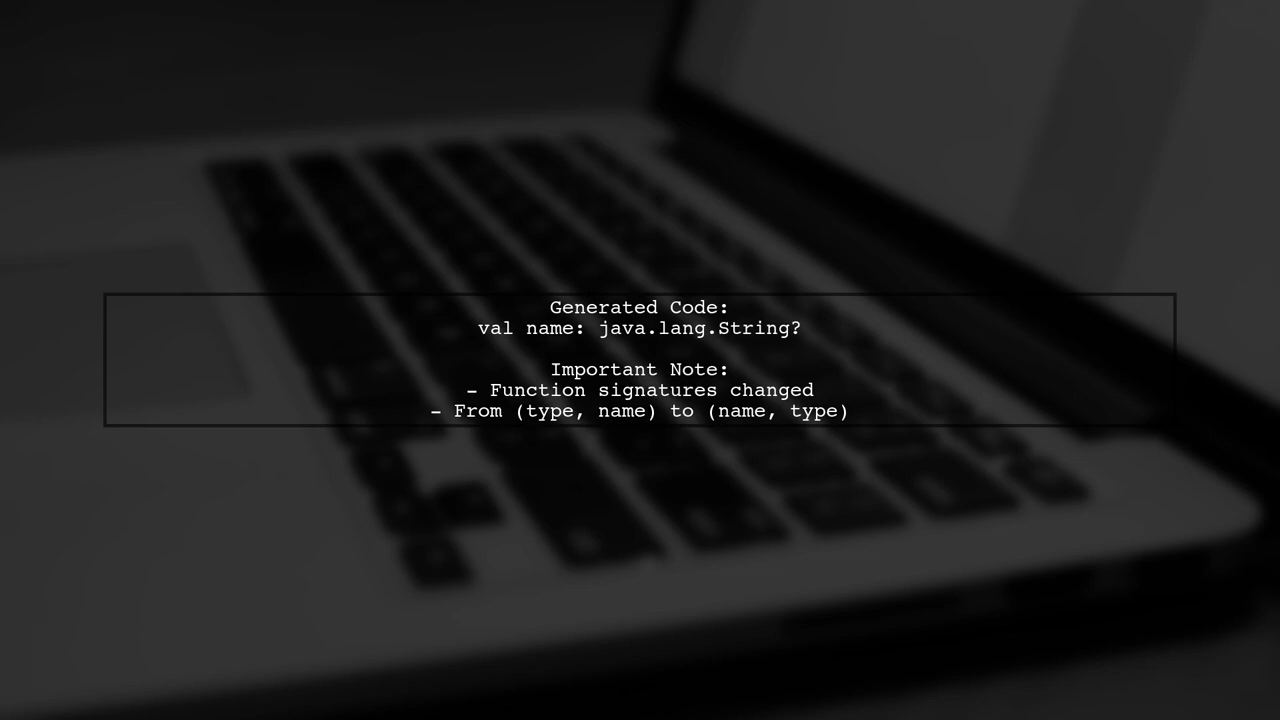 Generated Code:
val name: java.lang.String?
Important Note:
– Function signatures changed
– From (type, name) to (name, type)